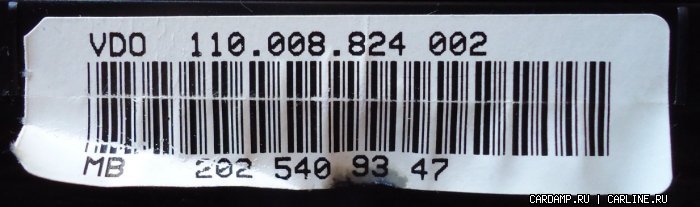 VDO 110.008.824 002
MB 202 540 93 47
CARDAMP.RU | CARLINE.RU